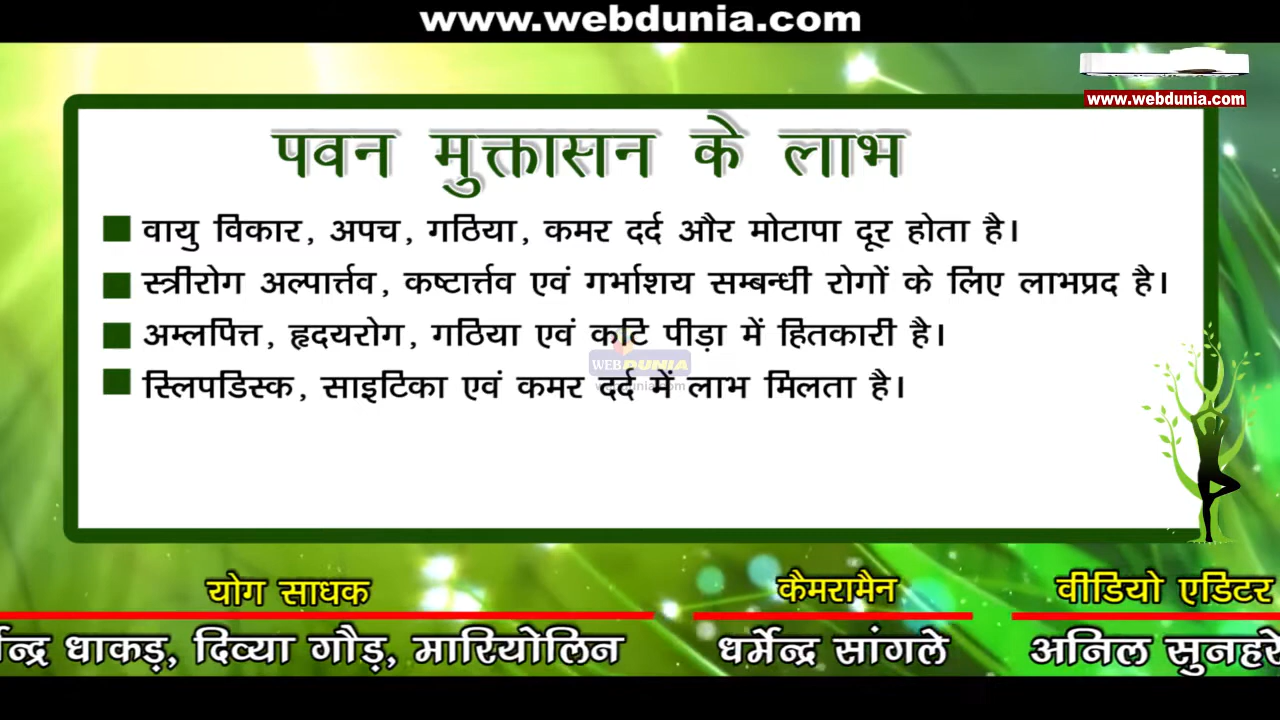 www.webdunia.com
www.webdunia.com
पवन मुक्तासन के लाभ
वायु विकार, अपच, गठिया, कमर दर्द और मोटापा दूर होता है।
स्त्रीरोग अल्पार्त्तव, कष्टार्त्तव एवं गर्भाशय सम्बन्धी रोगों के लिए लाभप्रद है।
अम्लपित्त, हृदयरोग, गठिया एवं कटि पीड़ा में हितकारी है।
WEBDUNIA
स्लिपडिस्क, साइटिका एवं कमर दर्द में लाभ मिलता है।
योग साधक कैमरामैन वीडियो एडिटर
धाकड़, दिव्या गौड़, मारियोलिन धर्मेन्द्र सांगले अनिल सुनहरे